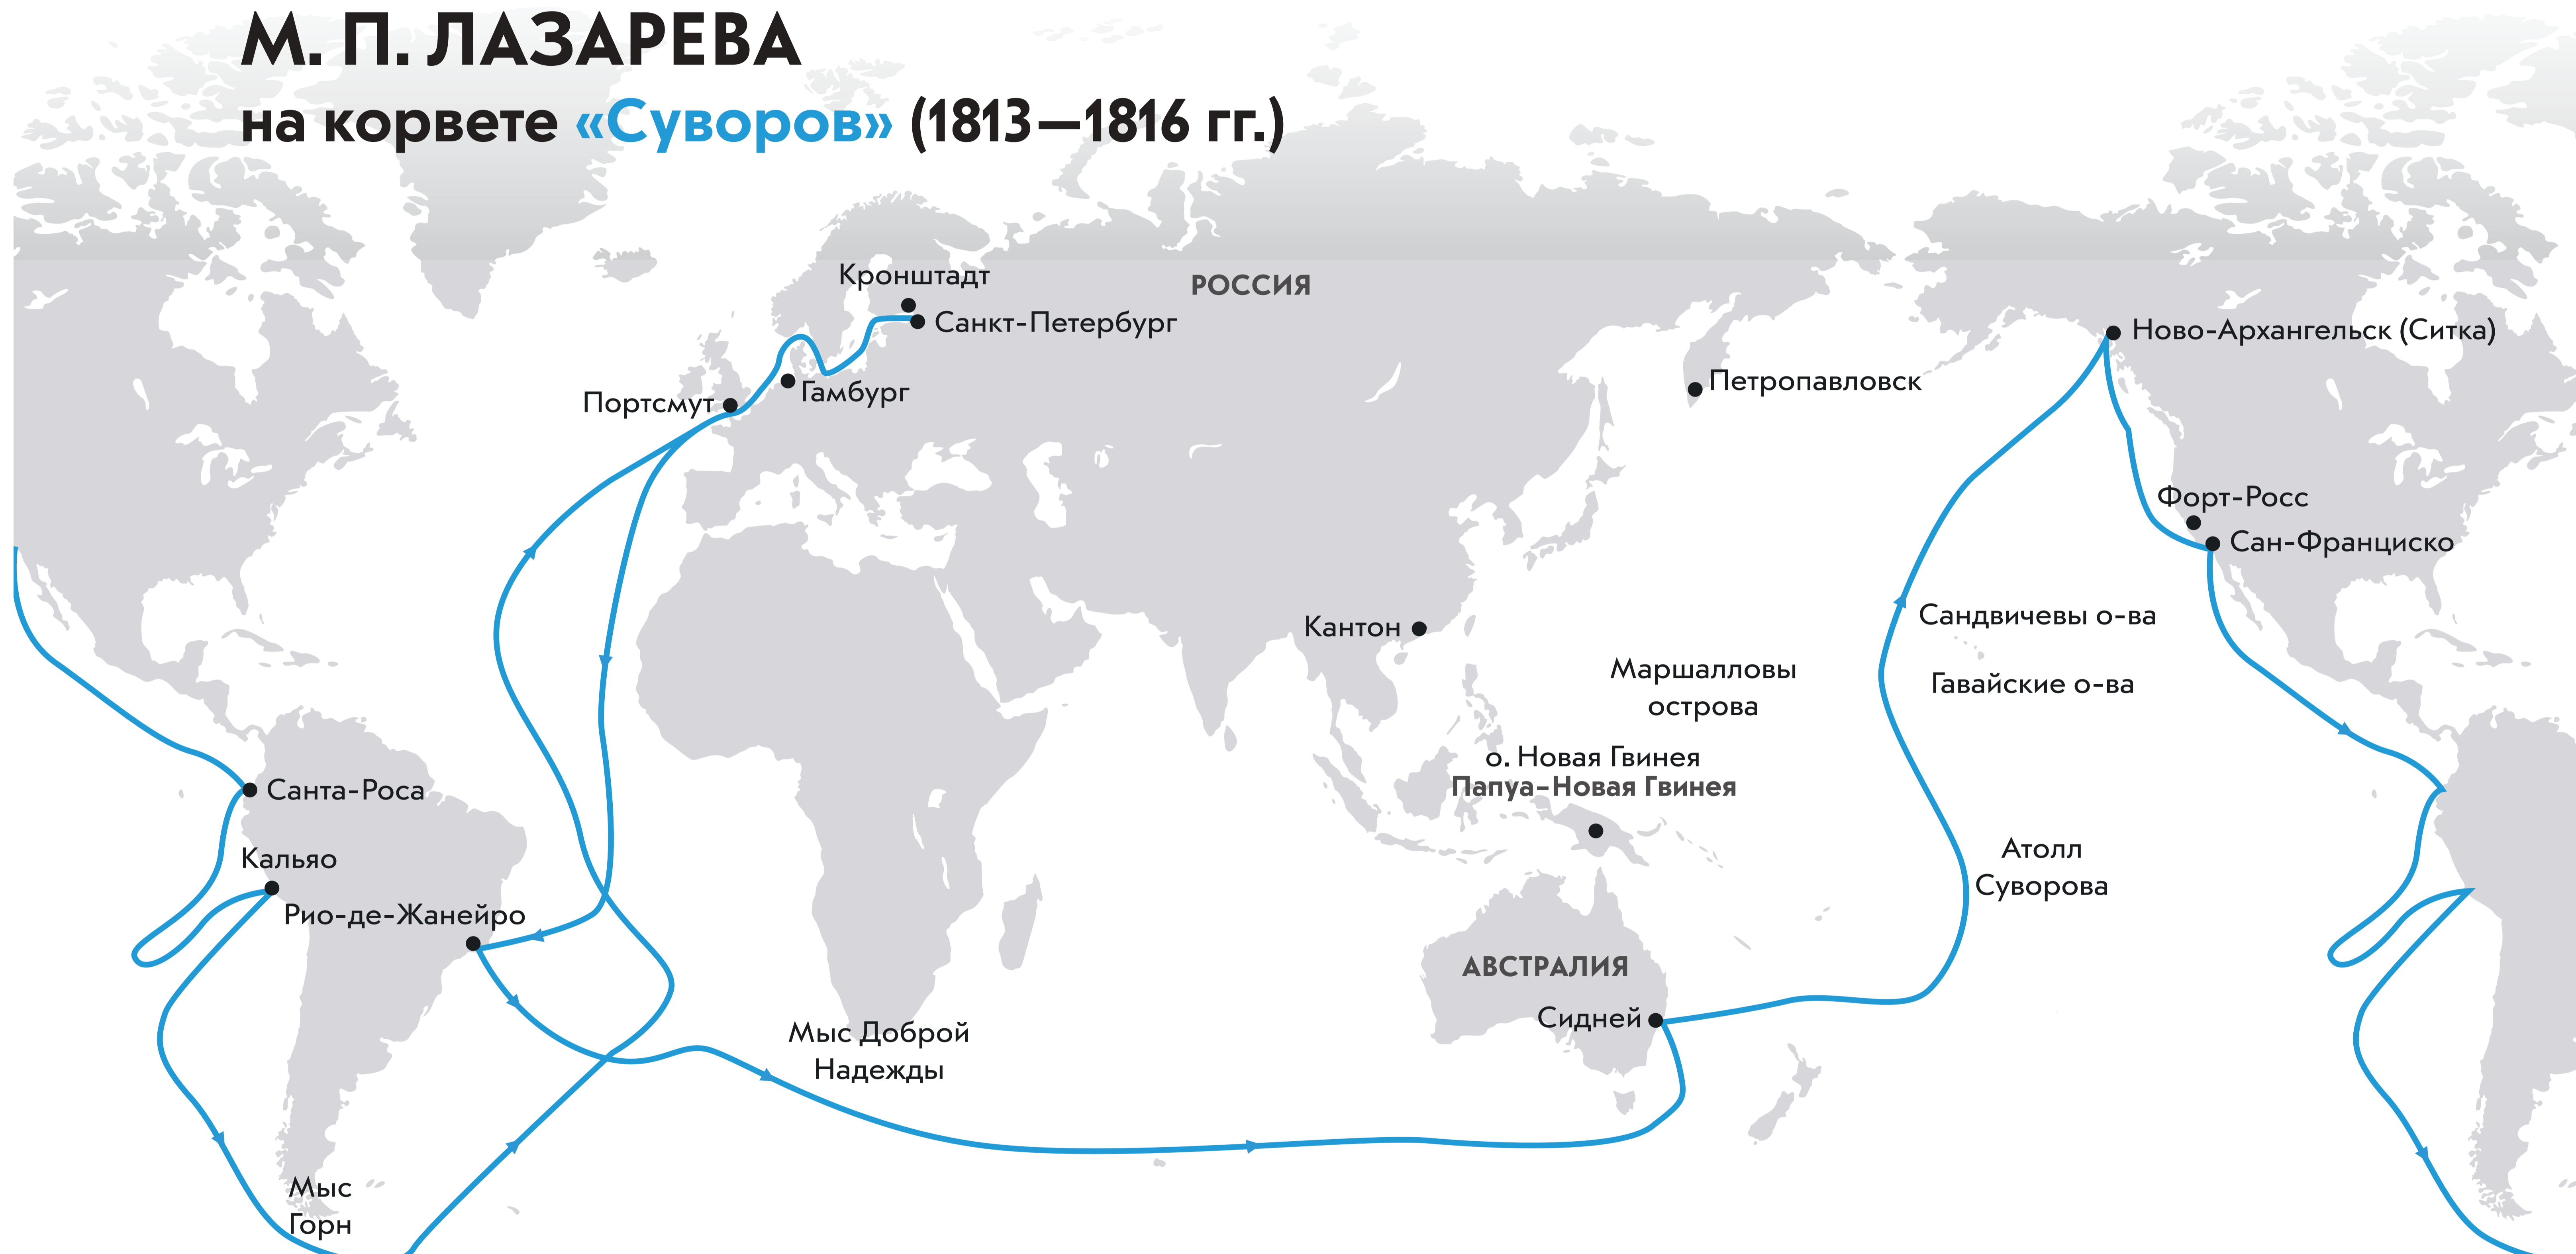 М. П. ЛАЗАРЕВА
на корвете «Суворов» (1813—1816 гг.)
Кронштадт
РОССИЯ
Санкт-Петербург
Ново-Архангельск (Ситка)
Портсмут
Гамбург
Петропавловск
Форт-Росс
Сан-Франциско
Кантон
Сандвичевы о-ва
Маршалловы
острова
Гавайские о-ва
о. Новая Гвинея
Папуа-Новая Гвинея
Санта-Роса
Кальяо
Рио-де-Жанейро
Атолл
Суворова
АВСТРАЛИЯ
Сидней
Мыс Доброй
Надежды
Мыс
Горн